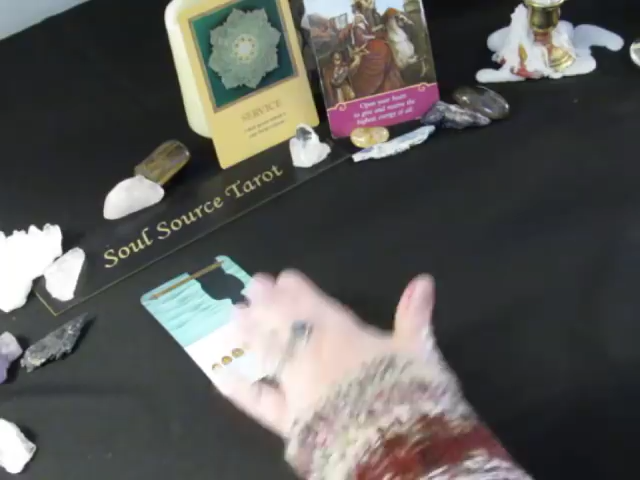 SERVICE
Open your heart
to give and receive the
highest energy of all.
Soul Source Tarot